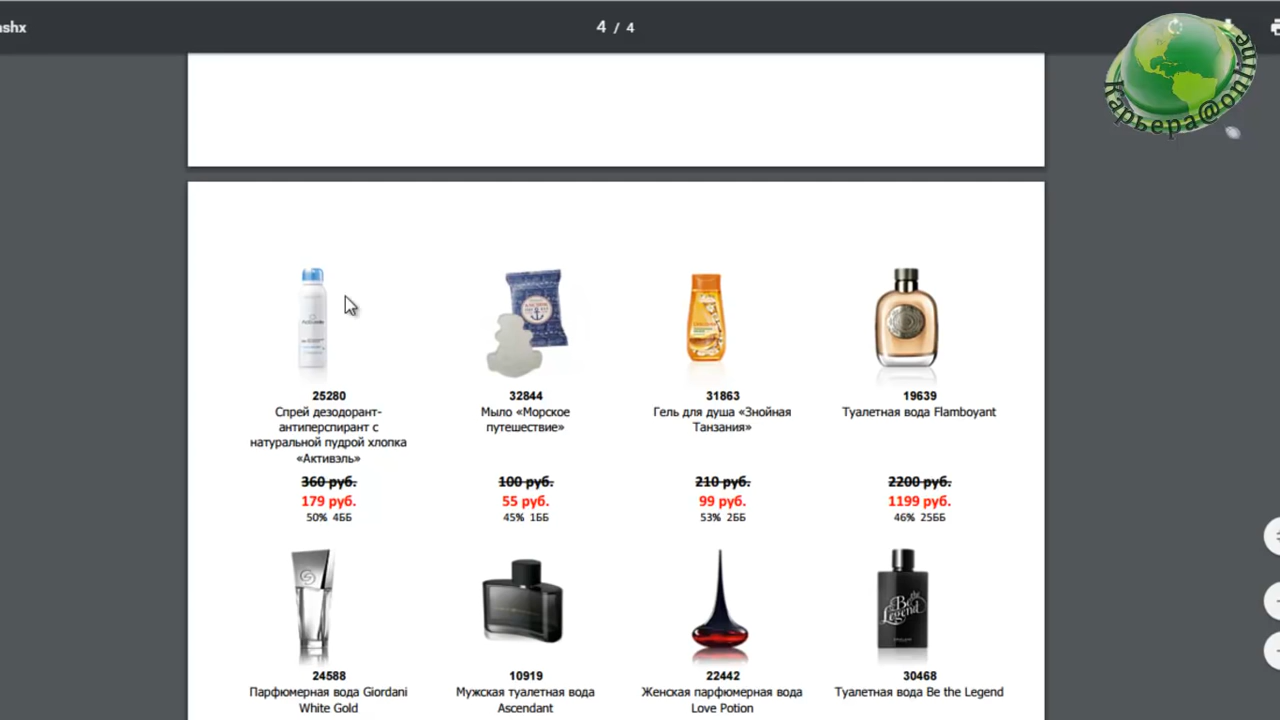 ashx
4 / 4
Карьера@online
25280
Спрей дезодорант-
антиперспирант с
натуральной пудрой хлопка
«Активэль»
360 руб.
179 руб.
50% 4ББ
32844
Мыло «Морское
путешествие»
100 руб.
55 руб.
45% 1ББ
31863
Гель для душа «Знойная
Танзания»
210 руб.
99 руб.
53% 2ББ
19639
Туалетная вода Flamboyant
2200 руб.
1199 руб.
46% 25ББ
Be the
Legend
24588
Парфюмерная вода Giordani
White Gold
10919
Мужская туалетная вода
Ascendant
22442
Женская парфюмерная вода
Love Potion
30468
Туалетная вода Be the Legend